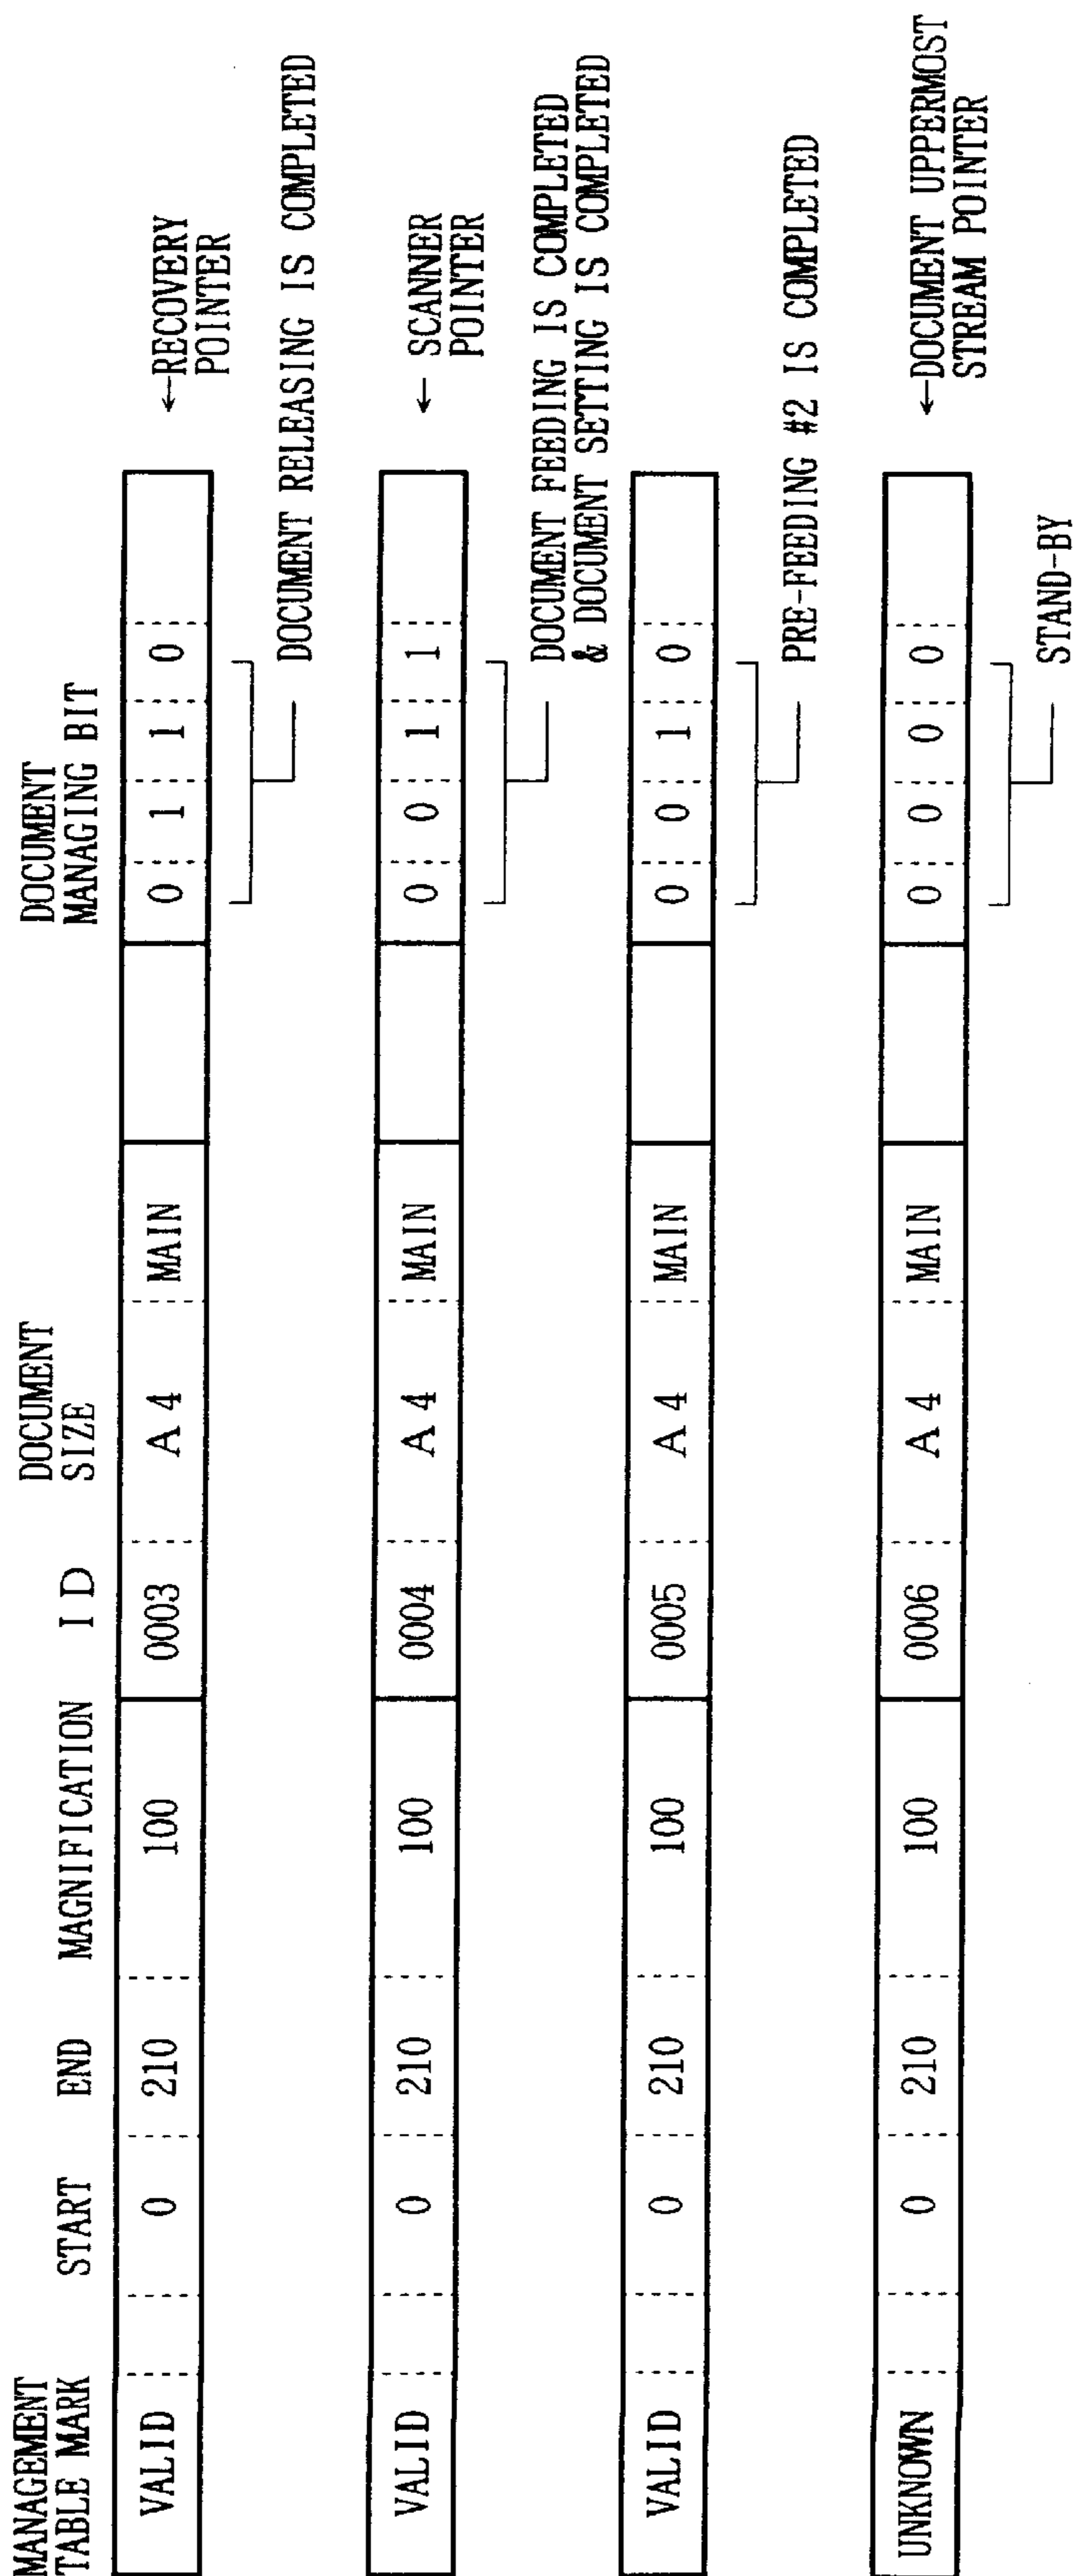 MANAGEMENT
TABLE MARK
START
END
MAGNIFICATION
ID
DOCUMENT
SIZE
DOCUMENT
MANAGING BIT
VALID 0 210 100 0003 A4 MAIN 0 1 1 0
←RECOVERY
POINTER
DOCUMENT RELEASING IS COMPLETED
VALID 0 210 100 0004 A4 MAIN 0 0 1 1
← SCANNER
POINTER
DOCUMENT FEEDING IS COMPLETED
& DOCUMENT SETTING IS COMPLETED
VALID 0 210 100 0005 A4 MAIN 0 0 1 0
PRE-FEEDING #2 IS COMPLETED
UNKNOWN 0 210 100 0006 A4 MAIN 0 0 0 0
←DOCUMENT UPPERMOST
STREAM POINTER
STAND-BY